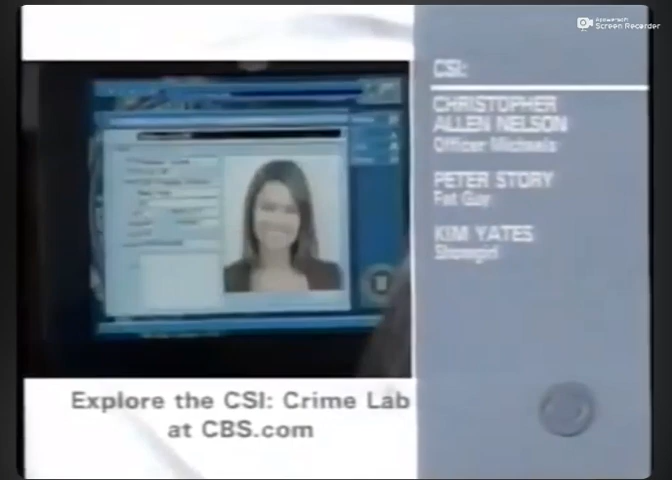 Apowersoft
Screen Recorder
CSI:
CHRISTOPHER
ALLEN NELSON
Officer Michaels
PETER STORY
Fat Guy
KIM YATES
Showgirl
Explore the CSI: Crime Lab
at CBS.com